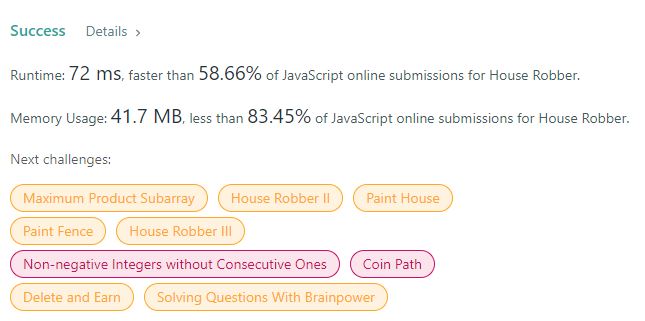 Success Details >
Runtime: 72 ms, faster than 58.66% of JavaScript online submissions for House Robber.
Memory Usage: 41.7 MB, less than 83.45% of JavaScript online submissions for House Robber.
Next challenges:
Maximum Product Subarray House Robber II Paint House
Paint Fence House Robber III
Non-negative Integers without Consecutive Ones Coin Path
Delete and Earn Solving Questions With Brainpower